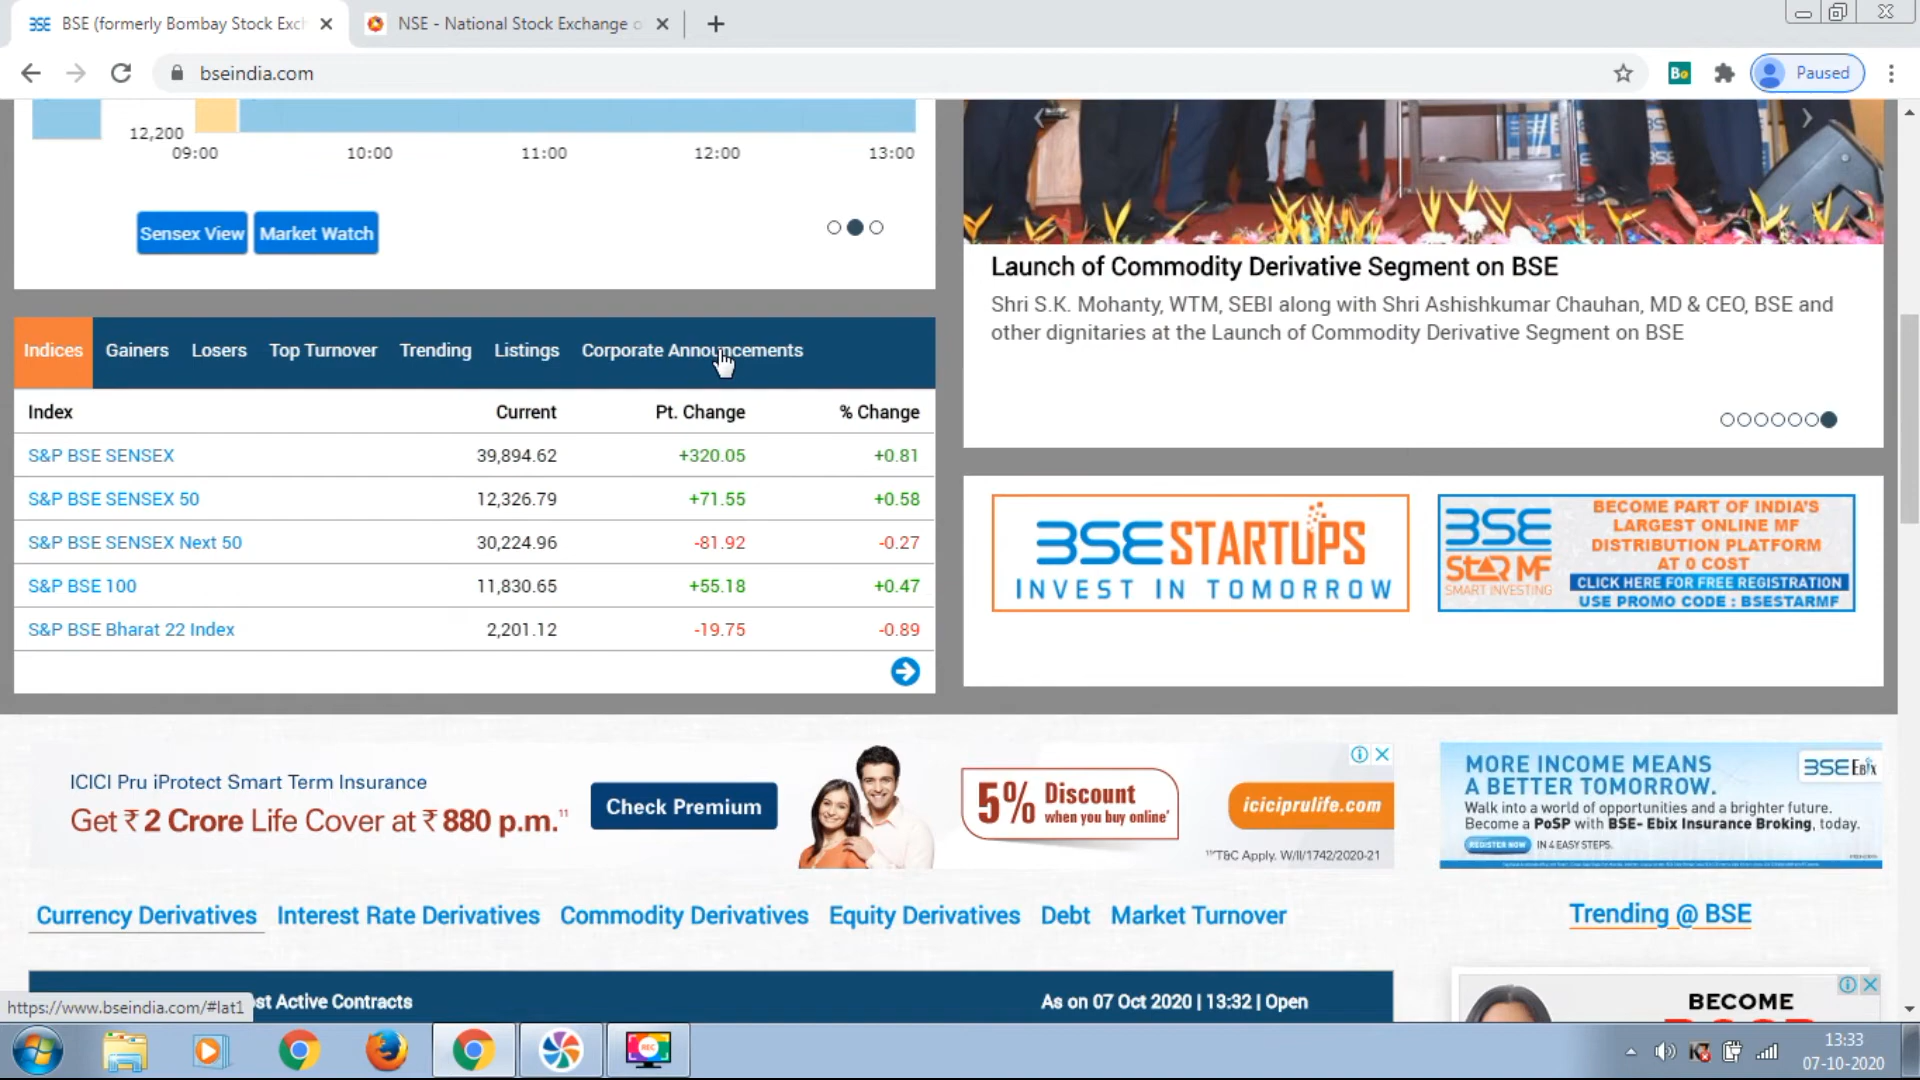 BSE (formerly Bombay Stock Exch
NSE - National Stock Exchange o
bseindia.com
Paused
12,200
09:00 10:00 11:00 12:00 13:00
Sensex View Market Watch
Launch of Commodity Derivative Segment on BSE
Shri S.K. Mohanty, WTM, SEBI along with Shri Ashishkumar Chauhan, MD & CEO, BSE and
other dignitaries at the Launch of Commodity Derivative Segment on BSE
Indices Gainers Losers Top Turnover Trending Listings Corporate Announcements
Index Current Pt. Change % Change
S&P BSE SENSEX 39,894.62 +320.05 +0.81
S&P BSE SENSEX 50 12,326.79 +71.55 +0.58
S&P BSE SENSEX Next 50 30,224.96 -81.92 -0.27
S&P BSE 100 11,830.65 +55.18 +0.47
S&P BSE Bharat 22 Index 2,201.12 -19.75 -0.89
BSE STARTUPS
INVEST IN TOMORROW
BSE
StAR MF
SMART INVESTING
BECOME PART OF INDIA'S
LARGEST ONLINE MF
DISTRIBUTION PLATFORM
AT 0 COST
CLICK HERE FOR FREE REGISTRATION
USE PROMO CODE : BSESTARMF
ICICI Pru iProtect Smart Term Insurance
Get ₹ 2 Crore Life Cover at ₹ 880 p.m.
Check Premium
5% Discount
when you buy online
iciciprulife.com
T&C Apply. W/II/1742/2020-21
MORE INCOME MEANS
A BETTER TOMORROW.
BSE Ebix
Walk into a world of opportunities and a brighter future.
Become a PoSP with BSE- Ebix Insurance Broking, today.
REGISTER NOW IN 4 EASY STEPS.
Currency Derivatives Interest Rate Derivatives Commodity Derivatives Equity Derivatives Debt Market Turnover
Trending @ BSE
st Active Contracts As on 07 Oct 2020 | 13:32 | Open
BECOME
https://www.bseindia.com/#lat1
REC
13:33
07-10-2020